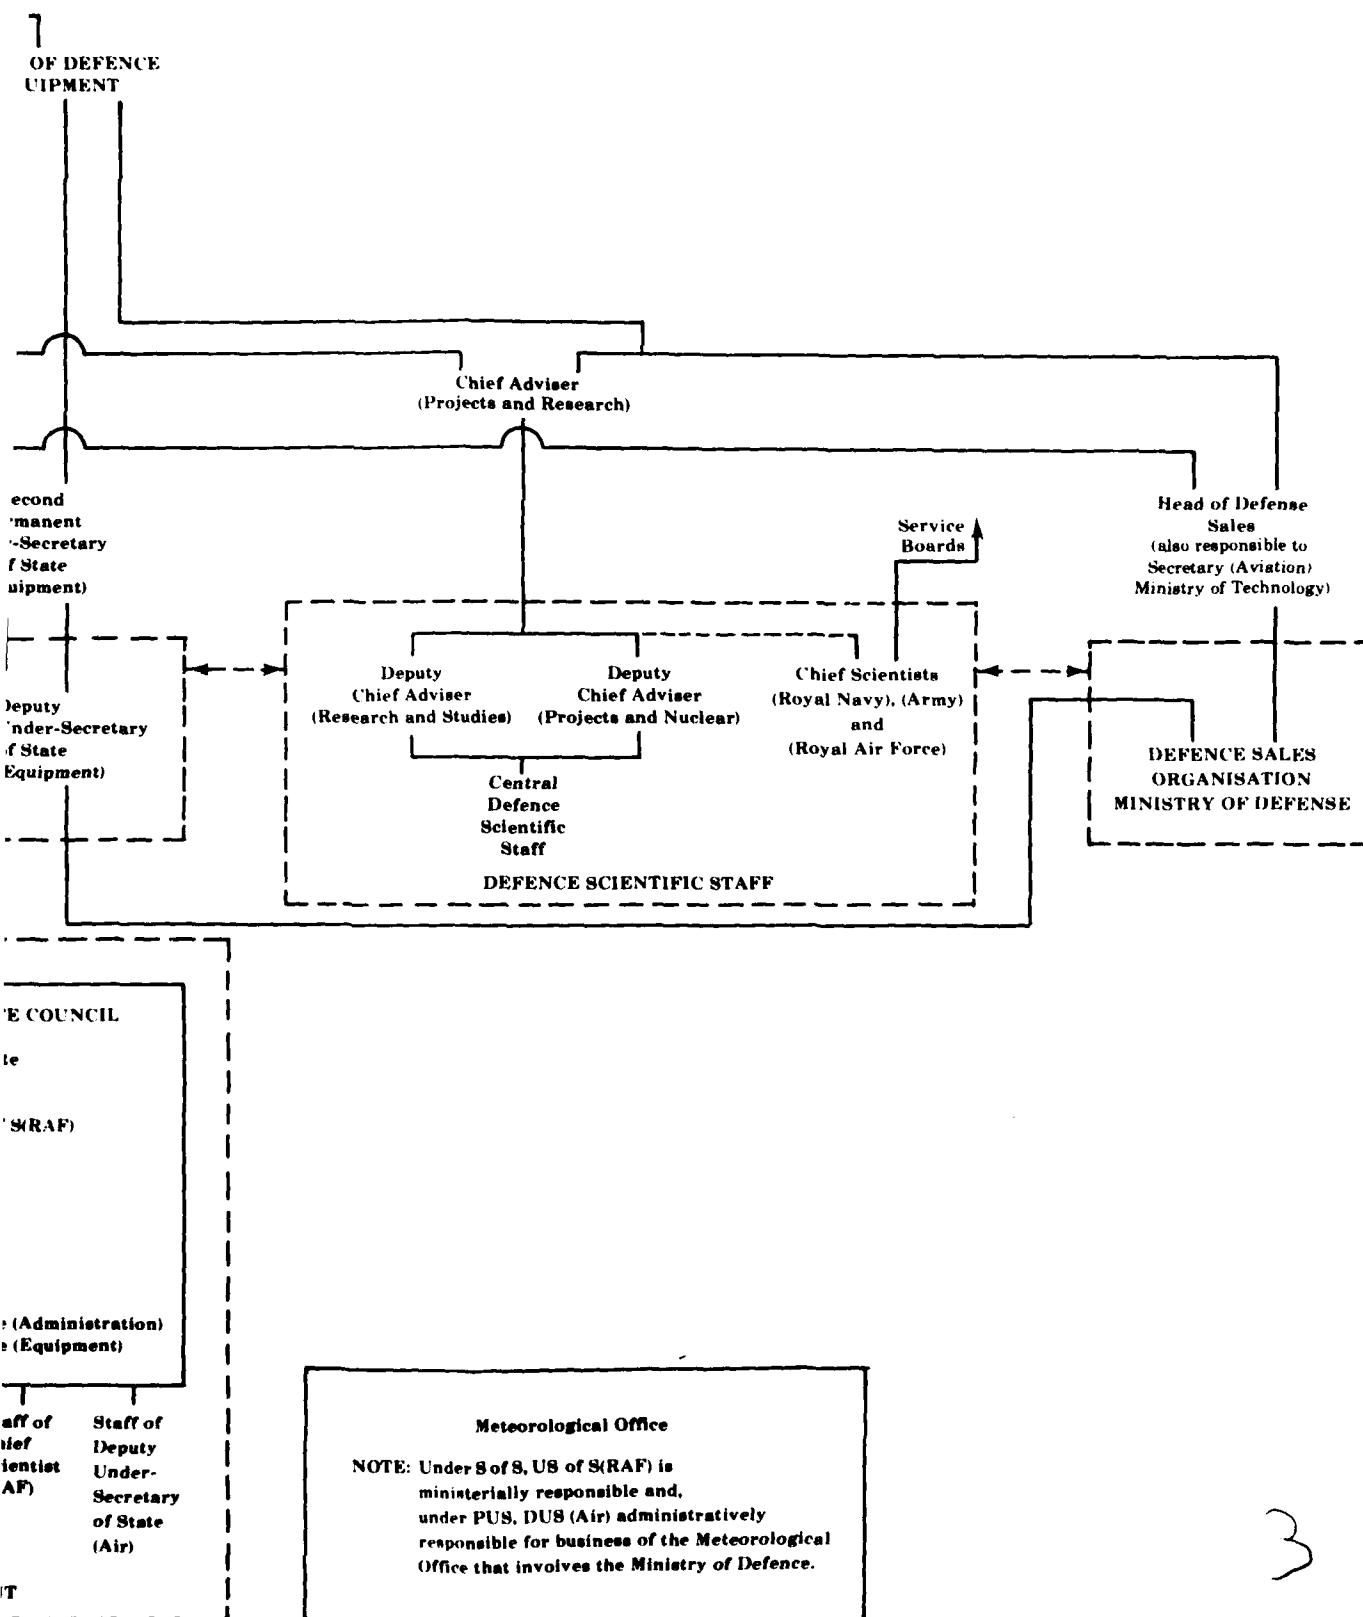 OF DEFENCE
UIPMENT
Chief Adviser
(Projects and Research)
econd
manent
-Secretary
f State
uipment)
Service
Boards
Head of Defense
Sales
(also responsible to
Secretary (Aviation)
Ministry of Technology)
Deputy
Chief Adviser
(Research and Studies)
Deputy
Chief Adviser
(Projects and Nuclear)
Chief Scientists
(Royal Navy), (Army)
and
(Royal Air Force)
Deputy
nder-Secretary
of State
Equipment)
Central
Defence
Scientific
Staff
DEFENCE SCIENTIFIC STAFF
DEFENCE SALES
ORGANISATION
MINISTRY OF DEFENSE
E COUNCIL
te
S(RAF)
e (Administration)
e (Equipment)
aff of
ief
ientist
AF)
Staff of
Deputy
Under-
Secretary
of State
(Air)
Meteorological Office
NOTE: Under S of S, US of S(RAF) is
ministerially responsible and,
under PUS, DUS (Air) administratively
responsible for business of the Meteorological
Office that involves the Ministry of Defence.
3